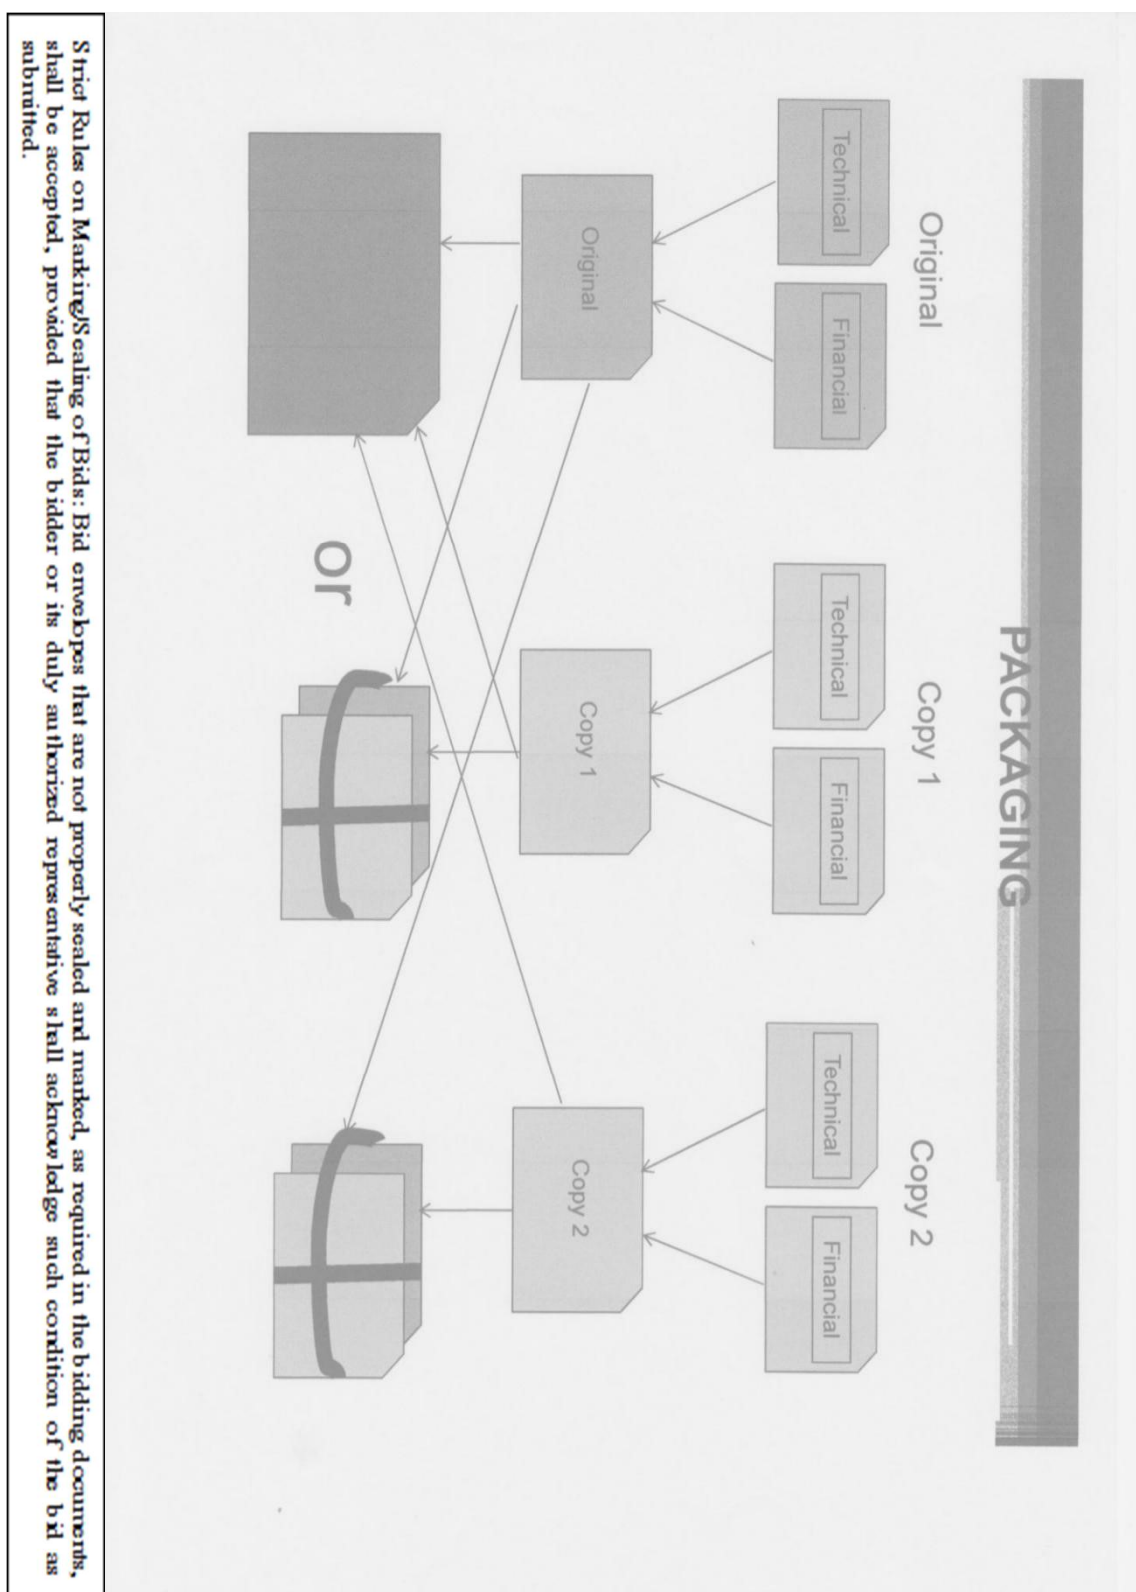 PACKAGING
Original
Copy 1
Copy 2
Technical
Financial
Technical
Financial
Technical
Financial
Original
Copy 1
Copy 2
or
Strict Rules on Marking/Sealing of Bids: Bid envelopes that are not properly sealed and marked, as required in the bidding documents,
shall be accepted, provided that the bidder or its duly authorized representative shall acknowledge such condition of the bid as
submitted.